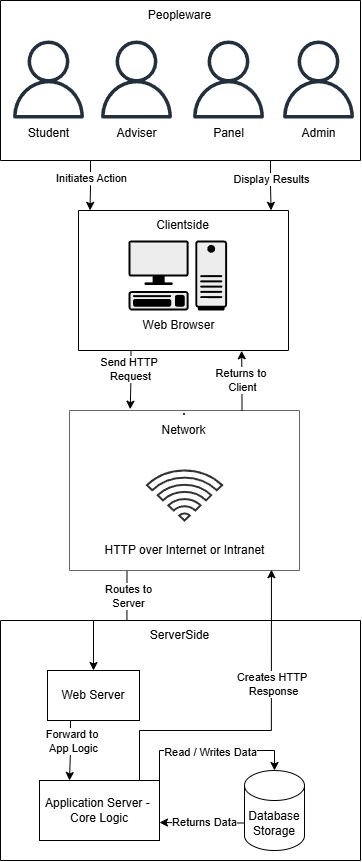 Peopleware
Student
Adviser
Panel
Admin
Initiates Action
Display Results
Clientside
Web Browser
Send HTTP
Request
Returns to
Client
Network
HTTP over Internet or Intranet
Routes to
Server
ServerSide
Web Server
Creates HTTP
Response
Forward to
App Logic
Read / Writes Data
Application Server -
Core Logic
Returns Data
Database
Storage